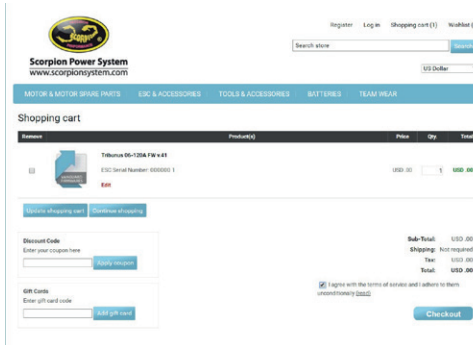 Register Log in Shopping cart (1) Wishlist (
SCORPION
Search store Search
Scorpion Power System
www.scorpionsystem.com
US Dollar
MOTOR & MOTOR SPARE PARTS ESC & ACCESSORIES TOOLS & ACCESSORIES BATTERIES TEAM WEAR
Shopping cart
Remove Product(s) Price Qty. Total
Tribunus 06-120A FW v.41
ESC Serial Number: 0000000 1 USD .00 1 USD .00
Edit
Update shopping cart Continue shopping
Discount Code
Enter your coupon here
Apply coupon
Sub-Total: USD .00
Shipping: Not required
Tax: USD .00
Total: USD .00
Gift Cards
Enter gift card code
Add gift card
I agree with the terms of service and I adhere to them
unconditionally (read)
Checkout